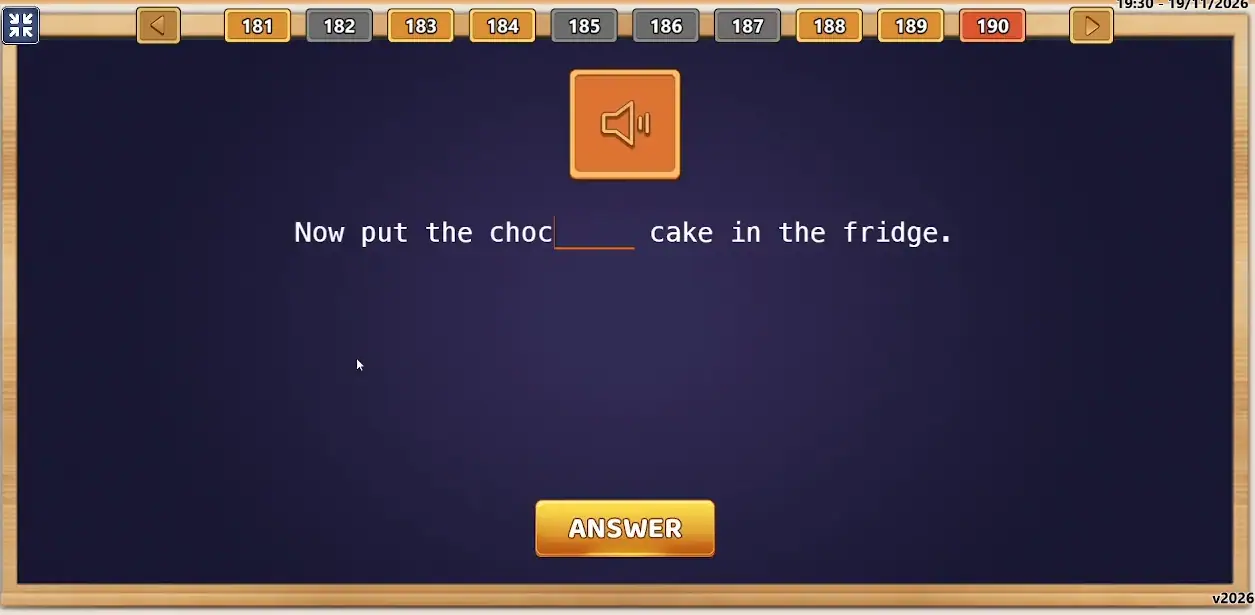 19:30 - 19/11/2026
181 182 183 184 185 186 187 188 189 190
Now put the choc_____ cake in the fridge.
ANSWER
v2026